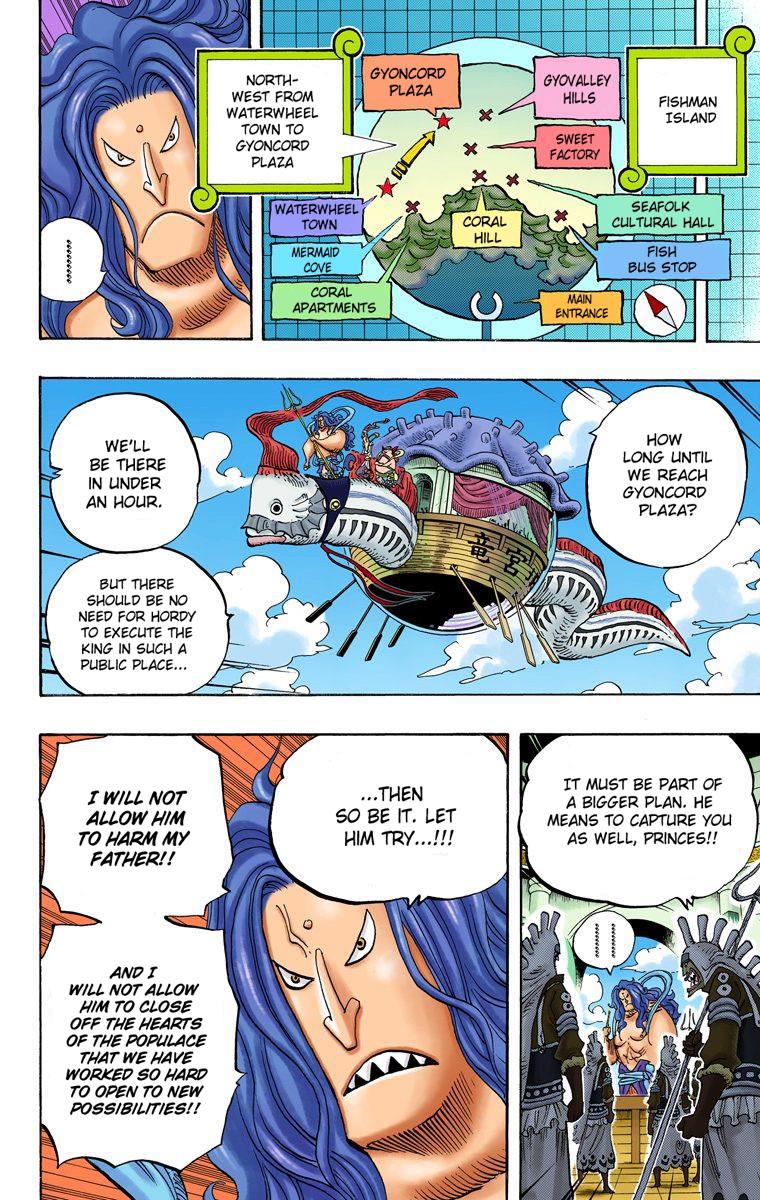 NORTH-
WEST FROM
WATERWHEEL
TOWN TO
GYONCORD
PLAZA
GYONCORD
PLAZA
GYOVALLEY
HILLS
SWEET
FACTORY
FISHMAN
ISLAND
WATERWHEEL
TOWN
MERMAID
COVE
CORAL
APARTMENTS
CORAL
HILL
SEAFOLK
CULTURAL HALL
FISH
BUS STOP
MAIN
ENTRANCE
HOW
LONG UNTIL
WE REACH
GYONCORD
PLAZA?
WE'LL
BE THERE
IN UNDER
AN HOUR.
BUT THERE
SHOULD BE NO
NEED FOR HORDY
TO EXECUTE THE
KING IN SUCH A
PUBLIC PLACE...
竜宮
IT MUST BE PART OF
A BIGGER PLAN. HE
MEANS TO CAPTURE YOU
AS WELL, PRINCES!!
...THEN
SO BE IT. LET
HIM TRY...!!!
I WILL NOT
ALLOW HIM
TO HARM MY
FATHER!!
AND I
WILL NOT ALLOW
HIM TO CLOSE
OFF THE HEARTS
OF THE POPULACE
THAT WE HAVE
WORKED SO HARD
TO OPEN TO NEW
POSSIBILITIES!!